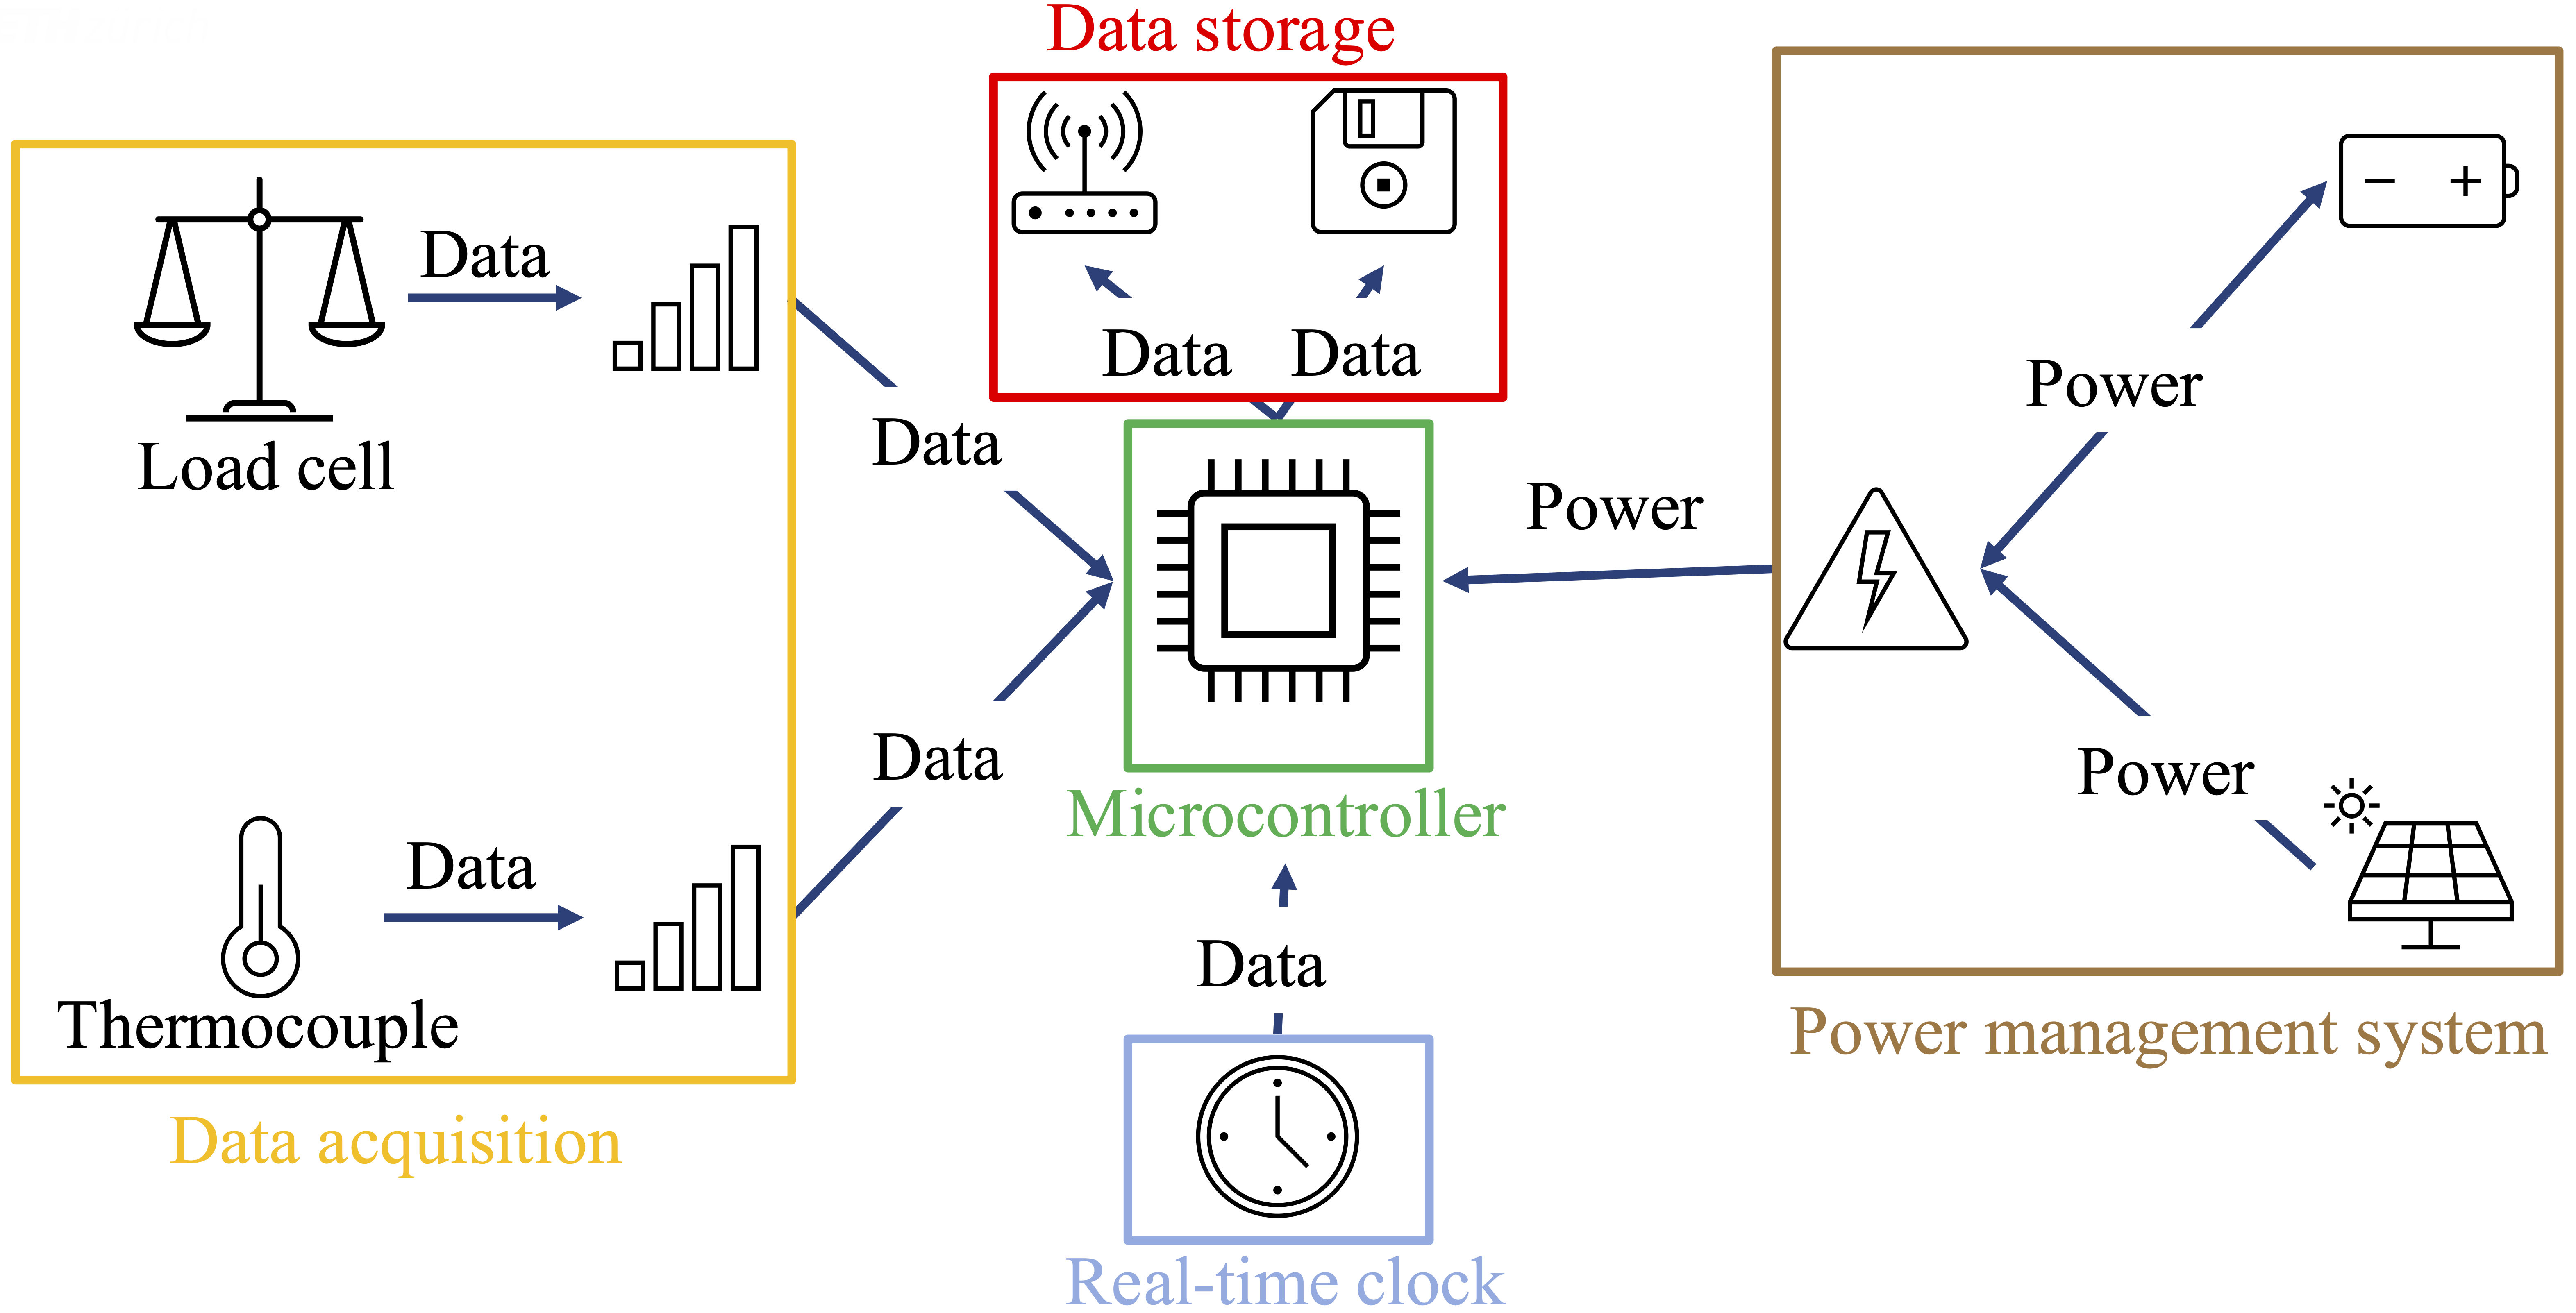 Data storage
Data
Load cell
Data
Data
Data
Power
Power
Microcontroller
Data
Power
Data
Thermocouple
Data
Power management system
Data acquisition
Real-time clock